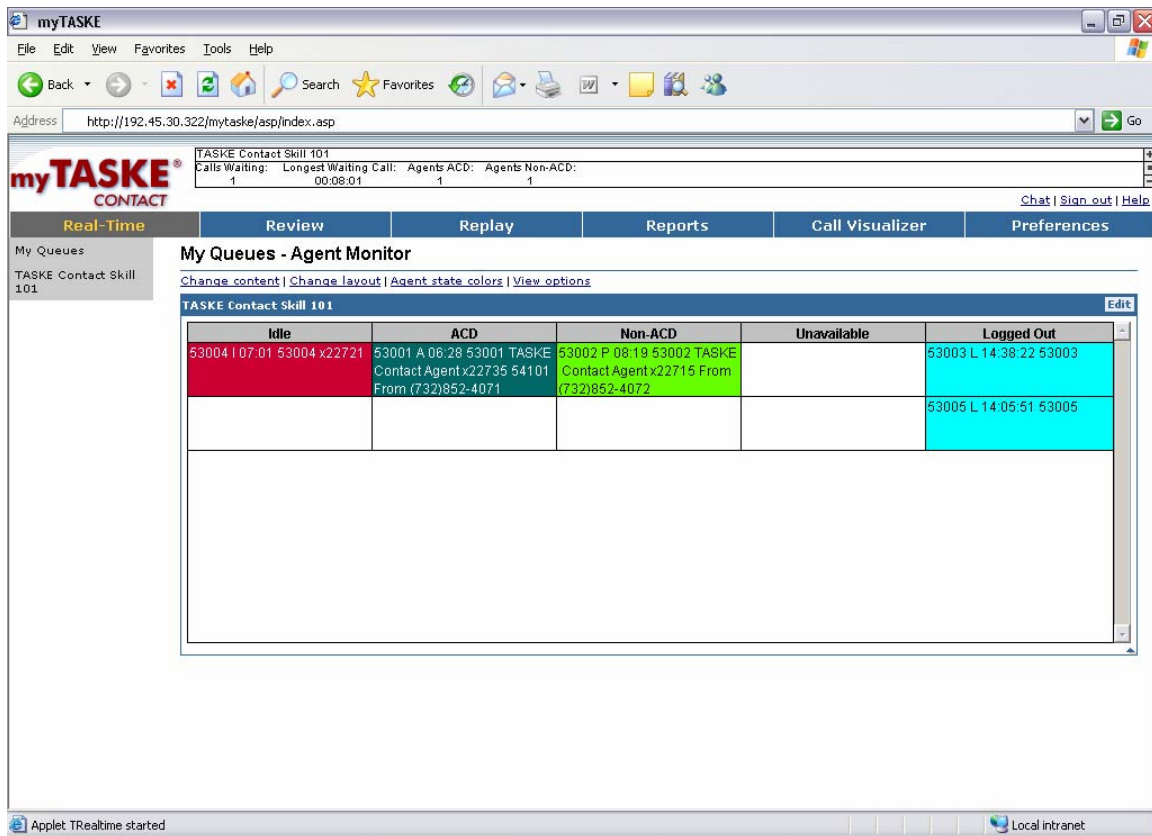 myTASKE
File Edit View Favorites Tools Help
Back Search Favorites
Address http://192.45.30.322/mytaske/asp/index.asp Go
myTASKE® CONTACT
TASKE Contact Skill 101
Calls Waiting: Longest Waiting Call: Agents ACD: Agents Non-ACD:
1 00:08:01 1 1
Chat | Sign out | Help
Real-Time Review Replay Reports Call Visualizer Preferences
My Queues
TASKE Contact Skill
101
My Queues - Agent Monitor
Change content | Change layout | Agent state colors | View options
TASKE Contact Skill 101 Edit
Idle ACD Non-ACD Unavailable Logged Out
53004 I 07:01 53004 x22721
53001 A 06:28 53001 TASKE
Contact Agent x22735 54101
From (732)852-4071
53002 P 08:19 53002 TASKE
Contact Agent x22715 From
(732)852-4072
53003 L 14:38:22 53003
53005 L 14:05:51 53005
Applet TRealtime started Local intranet